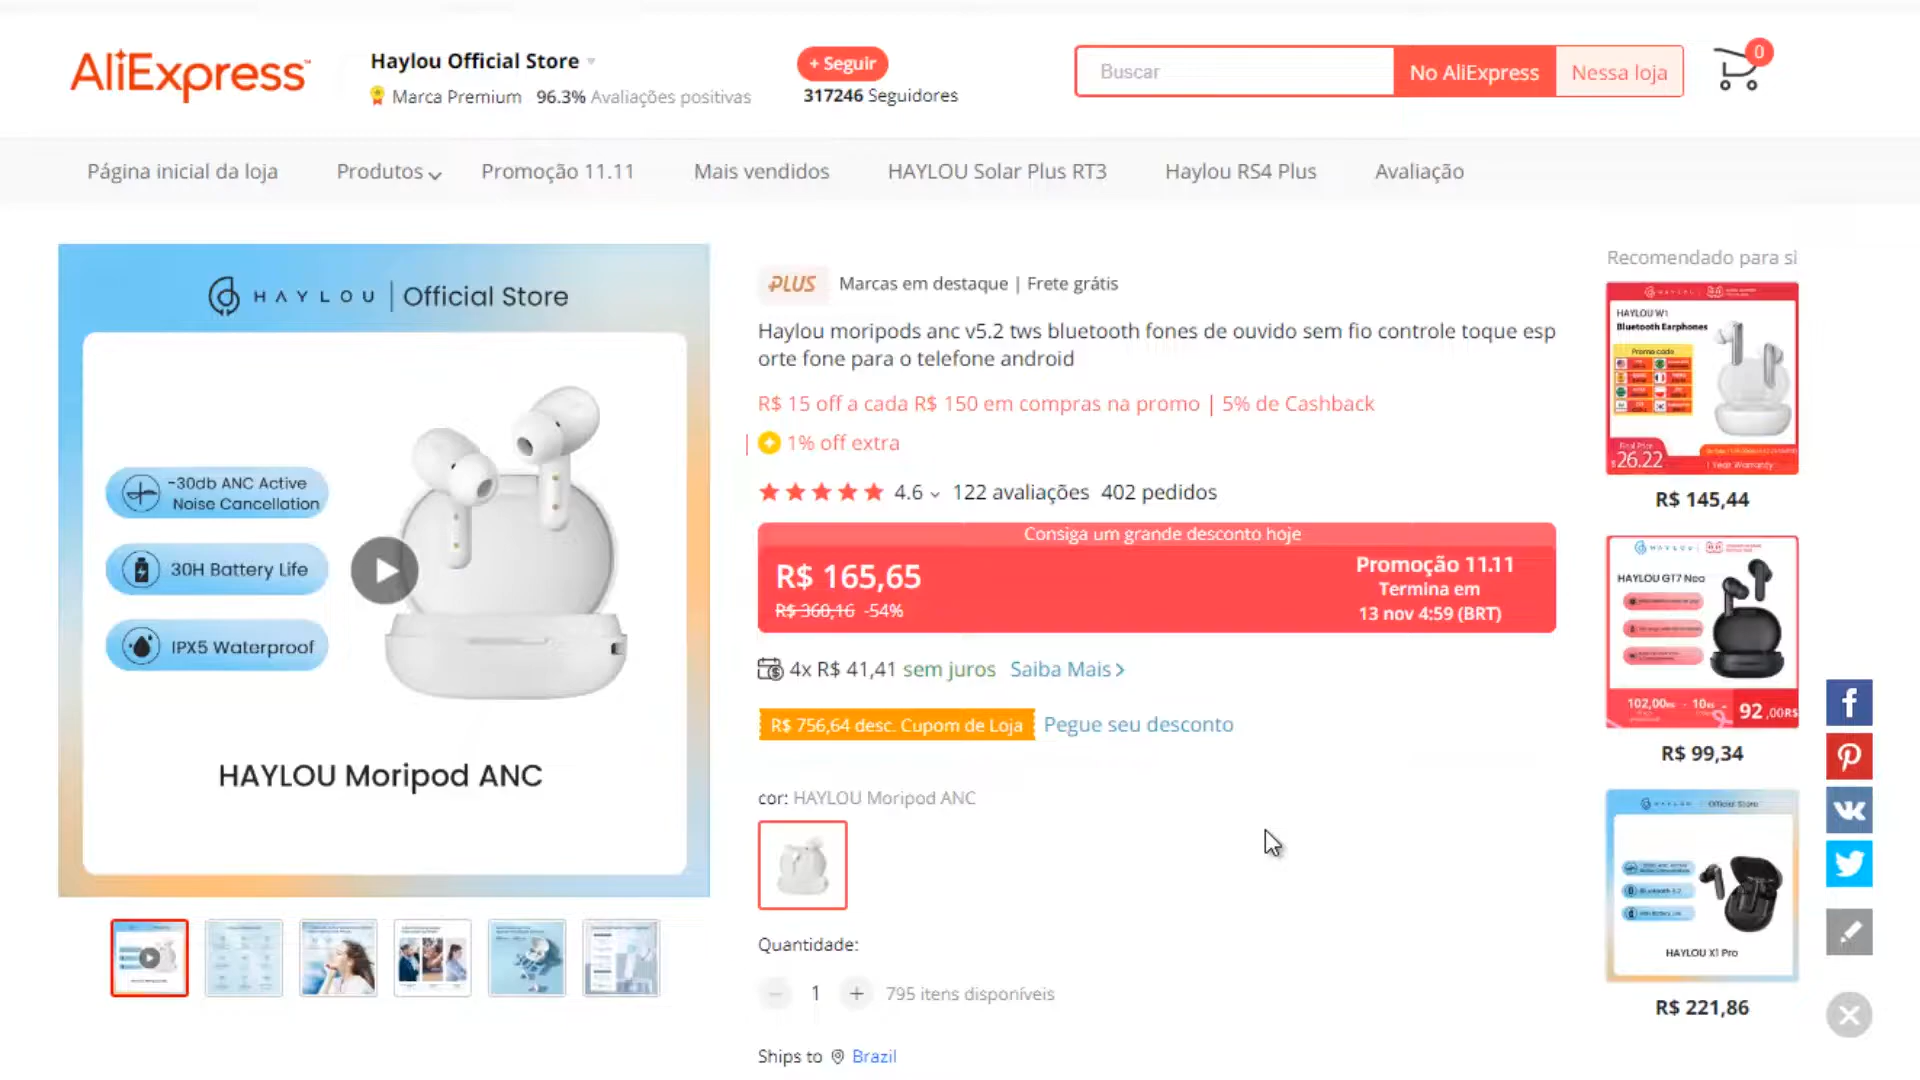 AliExpress
Haylou Official Store
Marca Premium 96.3% Avaliações positivas
+ Seguir
317246 Seguidores
Buscar
No AliExpress
Nessa loja
0
Página inicial da loja
Produtos
Promoção 11.11
Mais vendidos
HAYLOU Solar Plus RT3
Haylou RS4 Plus
Avaliação
HAYLOU | Official Store
-30db ANC Active
Noise Cancellation
30H Battery Life
IPX5 Waterproof
HAYLOU Moripod ANC
PLUS Marcas em destaque | Frete grátis
Haylou moripods anc v5.2 tws bluetooth fones de ouvido sem fio controle toque esp
orte fone para o telefone android
R$ 15 off a cada R$ 150 em compras na promo | 5% de Cashback
| 1% off extra
4.6 122 avaliações 402 pedidos
Consiga um grande desconto hoje
R$ 165,65
R$ 360,16 -54%
Promoção 11.11
Termina em
13 nov 4:59 (BRT)
4x R$ 41,41 sem juros Saiba Mais
R$ 756,64 desc. Cupom de Loja Pegue seu desconto
cor: HAYLOU Moripod ANC
Quantidade:
− 1 + 795 itens disponíveis
Ships to Brazil
Recomendado para si
HAYLOU W1
Bluetooth Earphones
Promo code
26.22
1 Year Warranty
R$ 145,44
HAYLOU GT7 Neo
92,00R$
R$ 99,34
HAYLOU X1 Pro
R$ 221,86